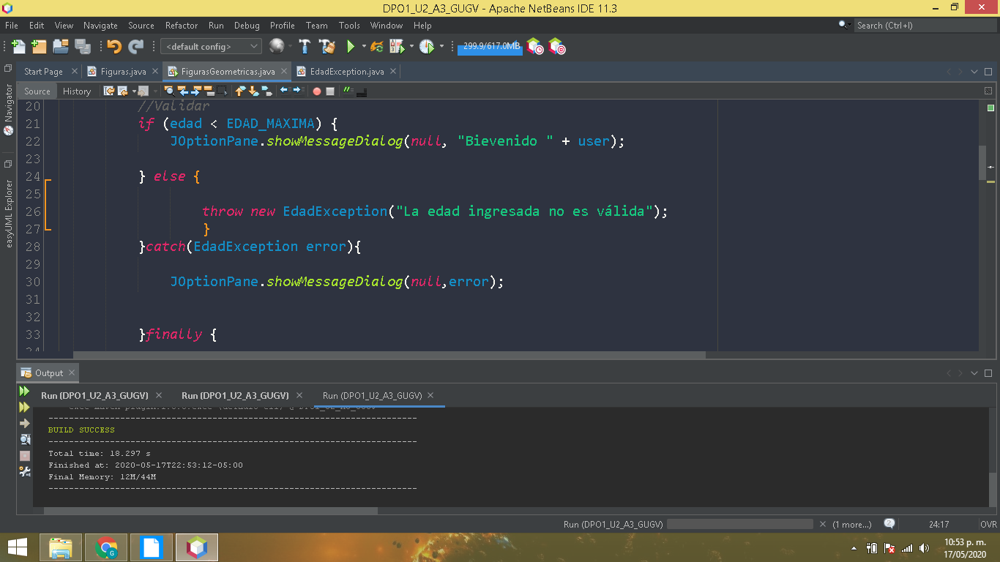 DPO1_U2_A3_GUGV - Apache NetBeans IDE 11.3
File Edit View Navigate Source Refactor Run Debug Profile Team Tools Window Help
Search (Ctrl+I)
<default config>
299.9/617.0MB
Start Page Figuras.java FigurasGeometricas.java EdadException.java
Source History
Navigator
easyUML Explorer
20 //Validar
21 if (edad < EDAD_MAXIMA) {
22 JOptionPane.showMessageDialog(null, "Bievenido " + user);
23
24 } else {
25
26 throw new EdadException("La edad ingresada no es válida");
27 }
28 }catch(EdadException error){
29
30 JOptionPane.showMessageDialog(null,error);
31
32
33 }finally {
Output
Run (DPO1_U2_A3_GUGV) Run (DPO1_U2_A3_GUGV) Run (DPO1_U2_A3_GUGV)
------------------------------------------------------------------------
BUILD SUCCESS
------------------------------------------------------------------------
Total time: 18.297 s
Finished at: 2020-05-17T22:53:12-05:00
Final Memory: 12M/44M
------------------------------------------------------------------------
Run (DPO1_U2_A3_GUGV) (1 more...) 24:17 OVR
10:53 p. m.
17/05/2020